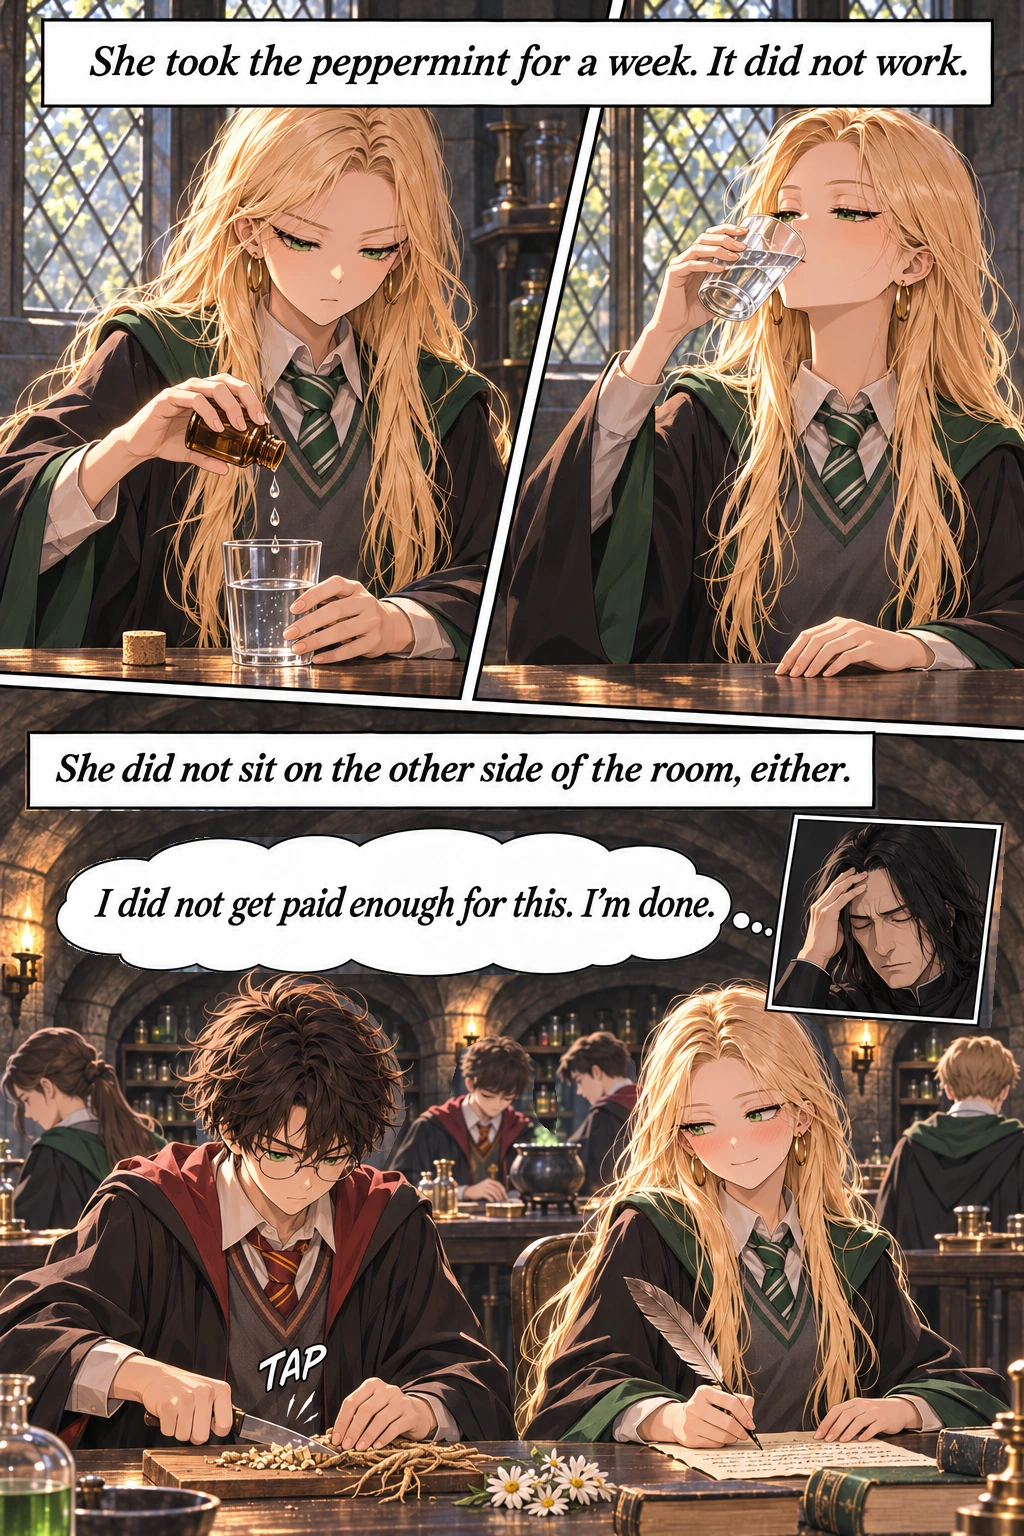 She took the peppermint for a week. It did not work.
She did not sit on the other side of the room, either.
I did not get paid enough for this. I'm done.
TAP